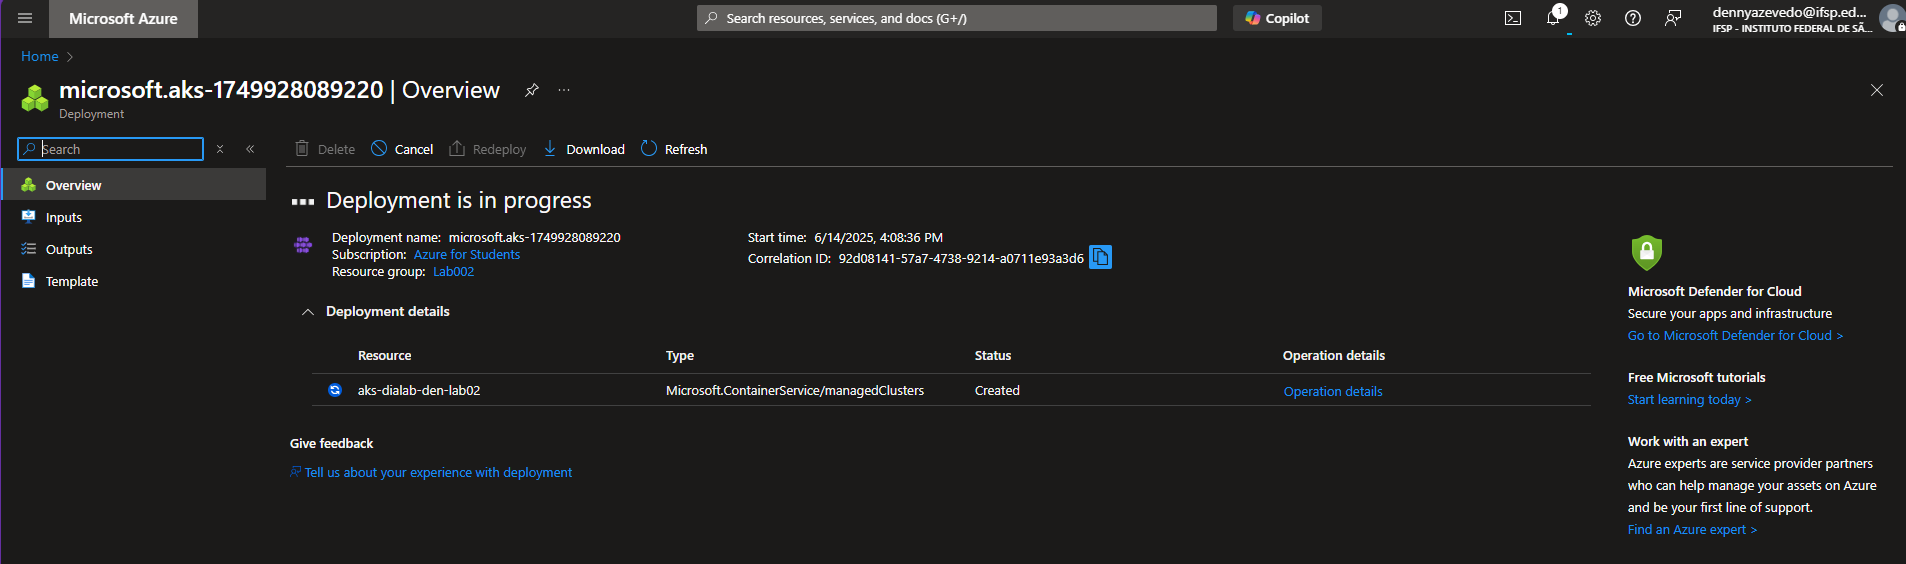 Microsoft Azure
Search resources, services, and docs (G+/)
Copilot
1
dennyazevedo@ifsp.ed...
IFSP - INSTITUTO FEDERAL DE SÃ...
Home >
microsoft.aks-1749928089220 | Overview
Deployment
Search
Delete
Cancel
Redeploy
Download
Refresh
Overview
Inputs
Outputs
Template
Deployment is in progress
Deployment name: microsoft.aks-1749928089220
Subscription: Azure for Students
Resource group: Lab002
Start time: 6/14/2025, 4:08:36 PM
Correlation ID: 92d08141-57a7-4738-9214-a0711e93a3d6
Deployment details
Resource Type Status Operation details
aks-dialab-den-lab02 Microsoft.ContainerService/managedClusters Created Operation details
Give feedback
Tell us about your experience with deployment
Microsoft Defender for Cloud
Secure your apps and infrastructure
Go to Microsoft Defender for Cloud >
Free Microsoft tutorials
Start learning today >
Work with an expert
Azure experts are service provider partners
who can help manage your assets on Azure
and be your first line of support.
Find an Azure expert >